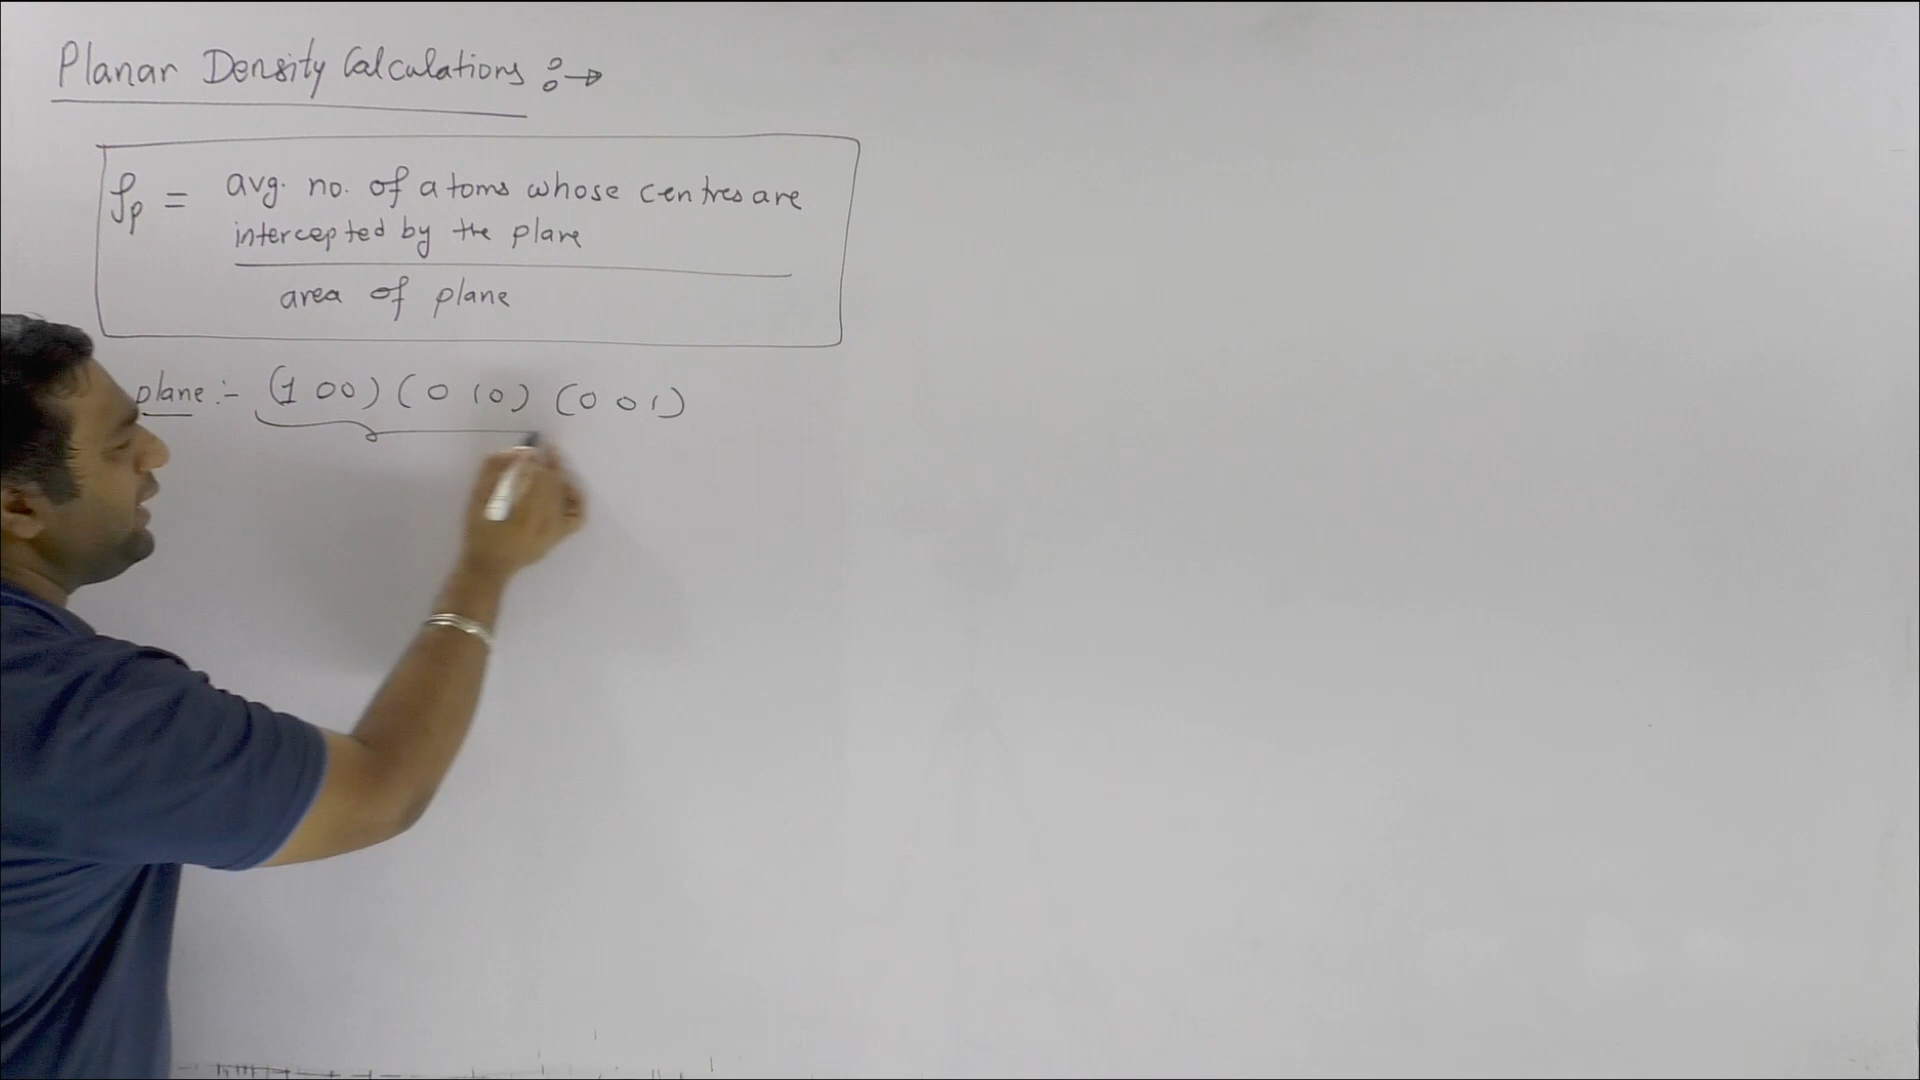 Planar Density Calculations :→
ρp = avg. no. of atoms whose centres are
intercepted by the plane
area of plane
plane :- (1 0 0) (0 1 0) (0 0 1)